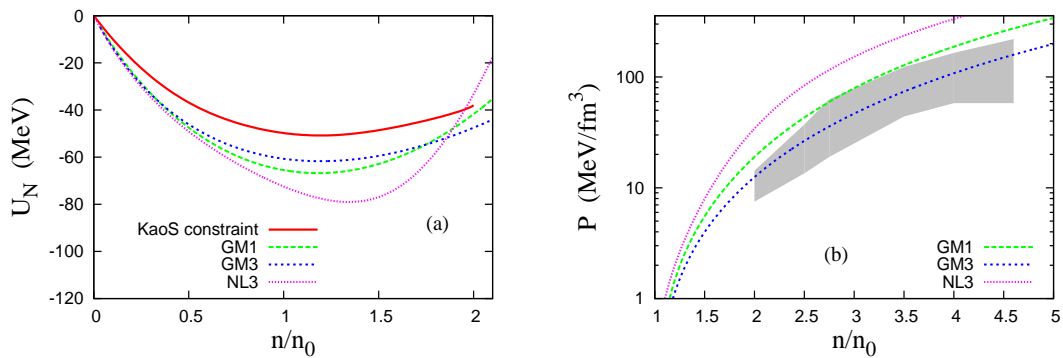 0
-20
-40
-60
-80
-100
-120
U_N (MeV)
KaoS constraint
GM1
GM3
NL3
(a)
0 0.5 1 1.5 2
n/n_0
100
10
1
P (MeV/fm^3)
(b)
GM1
GM3
NL3
1 1.5 2 2.5 3 3.5 4 4.5 5
n/n_0